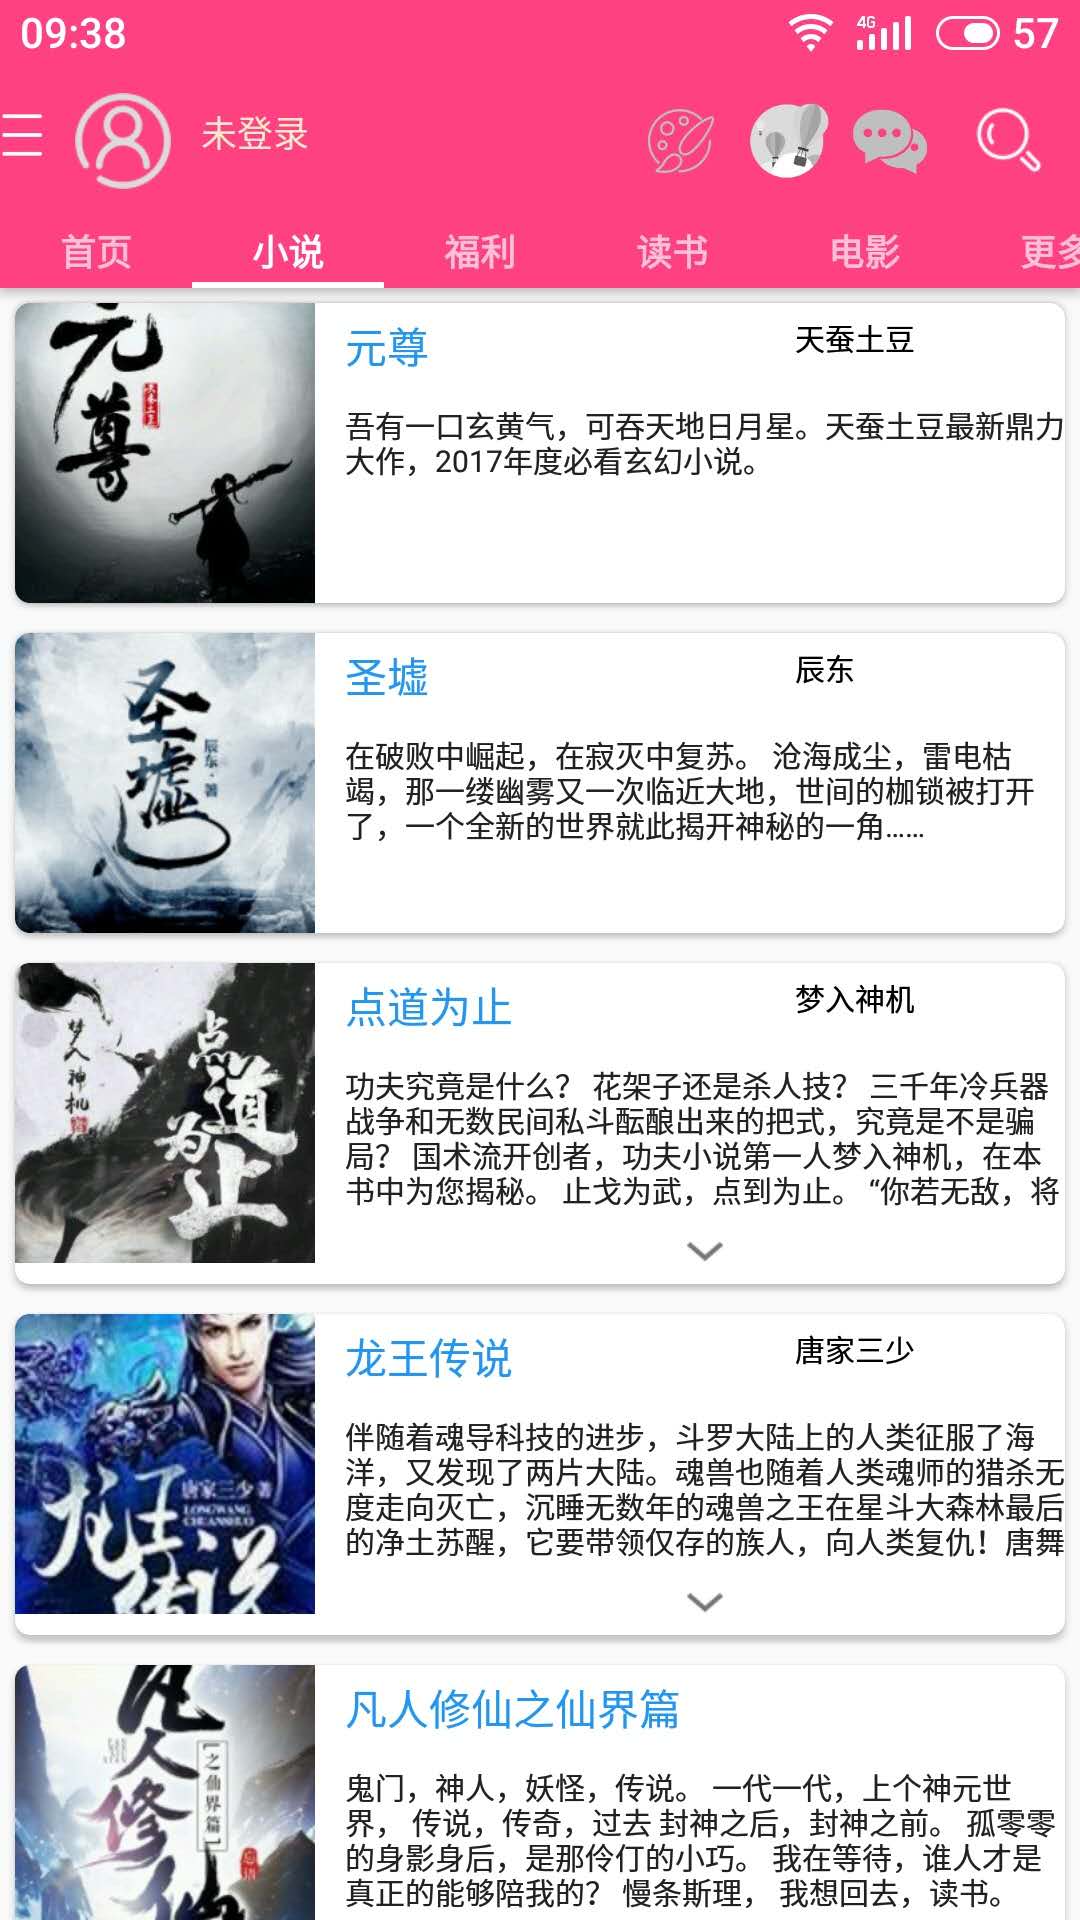 09:38
4G
57
未登录
首页 小说 福利 读书 电影 更多
元尊
天蚕土豆
元尊 天蚕土豆
吾有一口玄黄气，可吞天地日月星。天蚕土豆最新鼎力
大作，2017年度必看玄幻小说。
圣墟
辰东·著
圣墟 辰东
在破败中崛起，在寂灭中复苏。 沧海成尘，雷电枯
竭，那一缕幽雾又一次临近大地，世间的枷锁被打开
了，一个全新的世界就此揭开神秘的一角……
梦入神机
点道为止
点道为止 梦入神机
功夫究竟是什么？ 花架子还是杀人技？ 三千年冷兵器
战争和无数民间私斗酝酿出来的把式，究竟是不是骗
局？ 国术流开创者，功夫小说第一人梦入神机，在本
书中为您揭秘。 止戈为武，点到为止。 “你若无敌，将
唐家三少 著
LONGWANG
CHUANSHUO
龙王传说
龙王传说 唐家三少
伴随着魂导科技的进步，斗罗大陆上的人类征服了海
洋，又发现了两片大陆。魂兽也随着人类魂师的猎杀无
度走向灭亡，沉睡无数年的魂兽之王在星斗大森林最后
的净土苏醒，它要带领仅存的族人，向人类复仇！唐舞
凡人修仙
之仙界篇
忘语
凡人修仙之仙界篇
鬼门，神人，妖怪，传说。 一代一代，上个神元世
界， 传说，传奇，过去 封神之后，封神之前。 孤零零
的身影身后，是那伶仃的小巧。 我在等待，谁人才是
真正的能够陪我的？ 慢条斯理， 我想回去，读书。